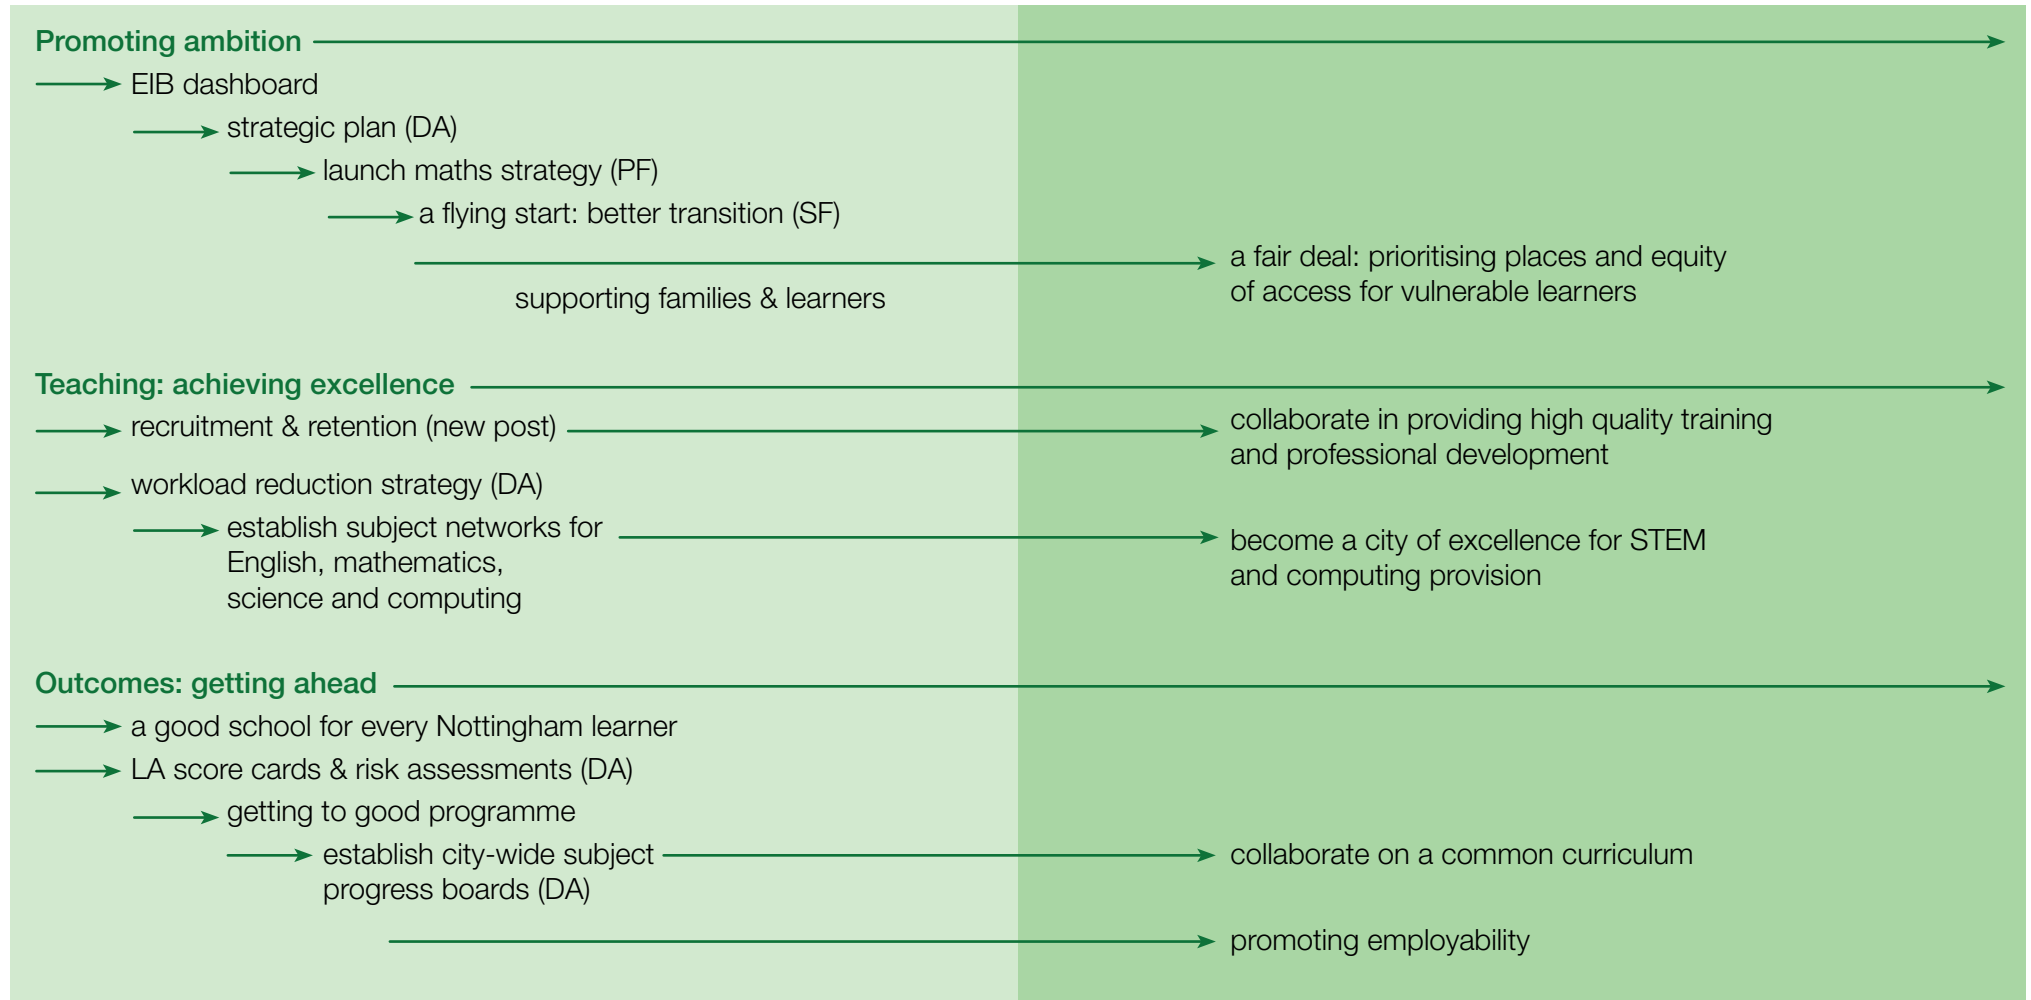 Promoting ambition
EIB dashboard
strategic plan (DA)
launch maths strategy (PF)
a flying start: better transition (SF)
a fair deal: prioritising places and equity
of access for vulnerable learners
supporting families & learners
Teaching: achieving excellence
recruitment & retention (new post)
collaborate in providing high quality training
and professional development
workload reduction strategy (DA)
establish subject networks for
English, mathematics,
science and computing
become a city of excellence for STEM
and computing provision
Outcomes: getting ahead
a good school for every Nottingham learner
LA score cards & risk assessments (DA)
getting to good programme
establish city-wide subject
progress boards (DA)
collaborate on a common curriculum
promoting employability